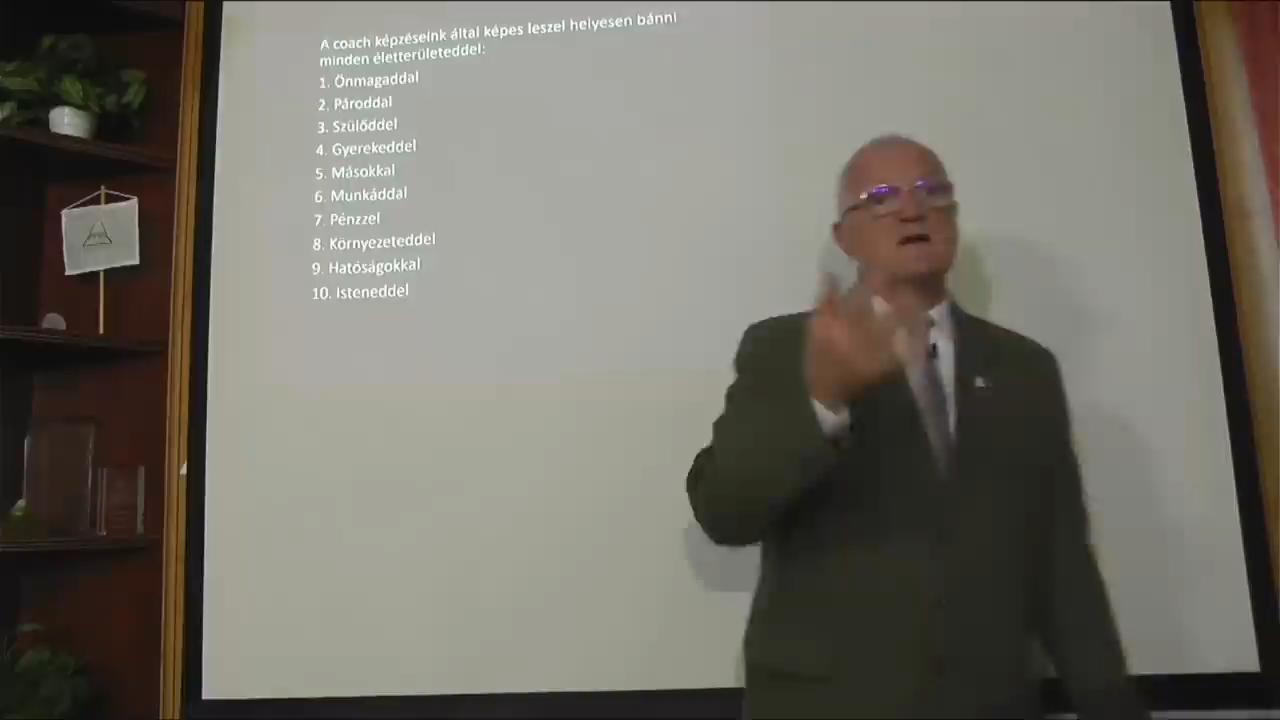 A coach képzéseink által képes leszel helyesen bánni
minden életterületeddel:
1. Önmagaddal
2. Pároddal
3. Szülőddel
4. Gyerekeddel
5. Másokkal
6. Munkáddal
7. Pénzzel
8. Környezeteddel
9. Hatóságokkal
10. Isteneddel